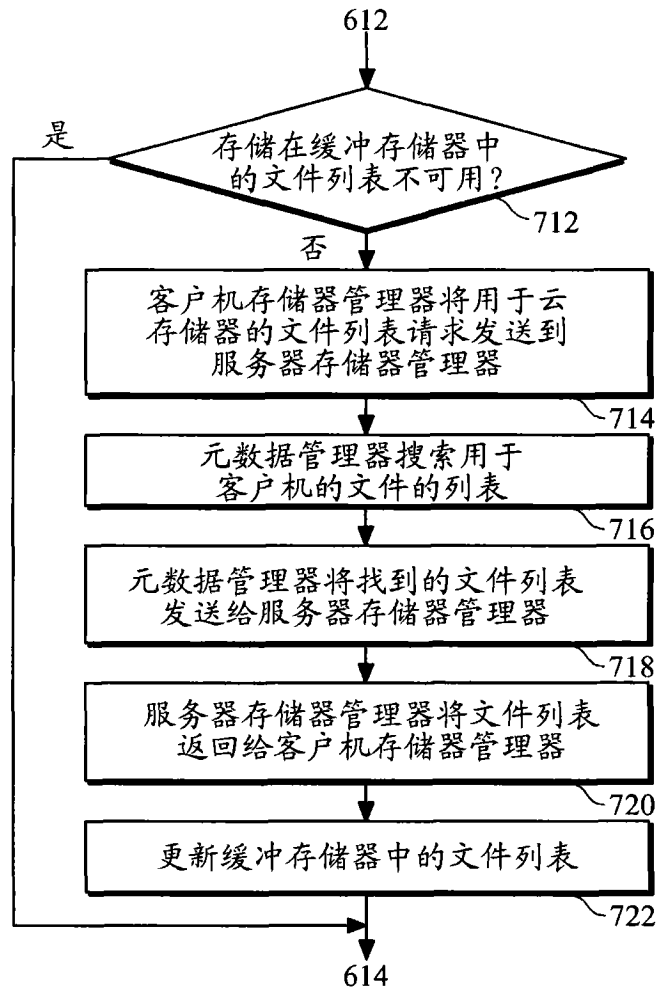 612
是
存储在缓冲存储器中
的文件列表不可用？
712
否
客户机存储器管理器将用于云
存储器的文件列表请求发送到
服务器存储器管理器
714
元数据管理器搜索用于
客户机的文件的列表
716
元数据管理器将找到的文件列表
发送给服务器存储器管理器
718
服务器存储器管理器将文件列表
返回给客户机存储器管理器
720
更新缓冲存储器中的文件列表
722
614